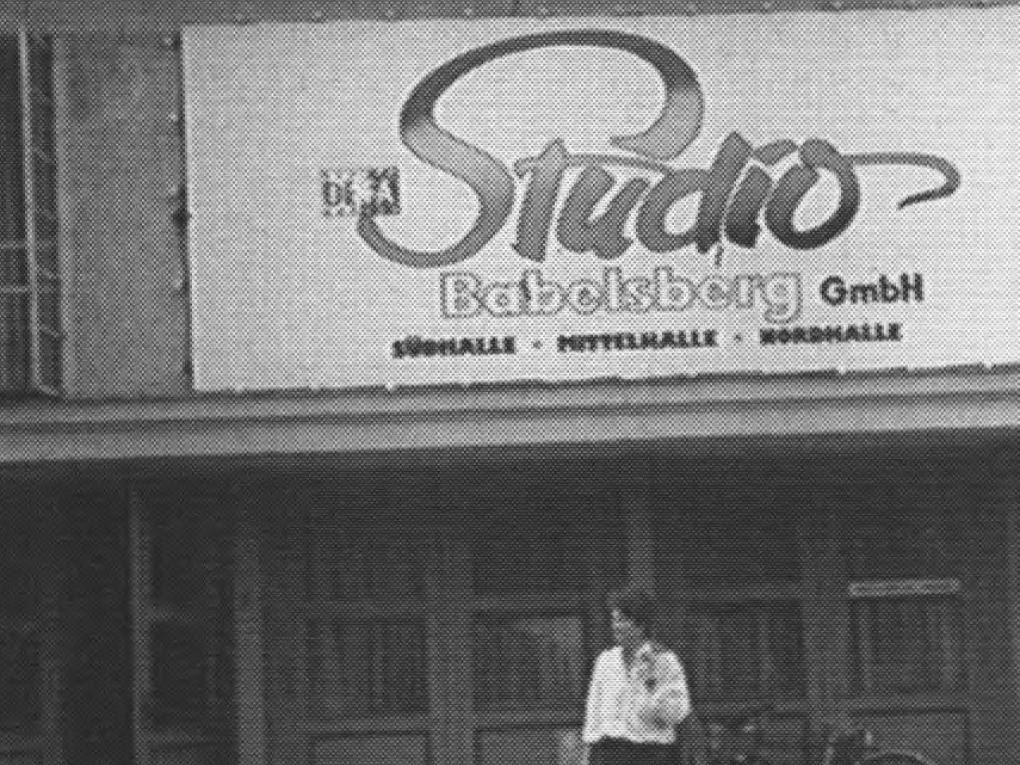 DEFA
Studio
Babelsberg GmbH
SÜDHALLE · MITTELHALLE · NORDHALLE